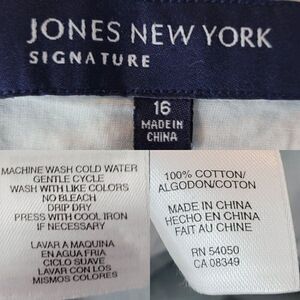 JONES NEW YORK
SIGNATURE
16
MADE IN
CHINA
MACHINE WASH COLD WATER
GENTLE CYCLE
WASH WITH LIKE COLORS
NO BLEACH
DRIP DRY
PRESS WITH COOL IRON
IF NECESSARY
LAVAR A MAQUINA
EN AGUA FRIA
CICLO SUAVE
LAVAR CON LOS
MISMOS COLORES
100% COTTON/
ALGODON/COTON
MADE IN CHINA
HECHO EN CHINA
FAIT AU CHINE
RN 54050
CA 08349